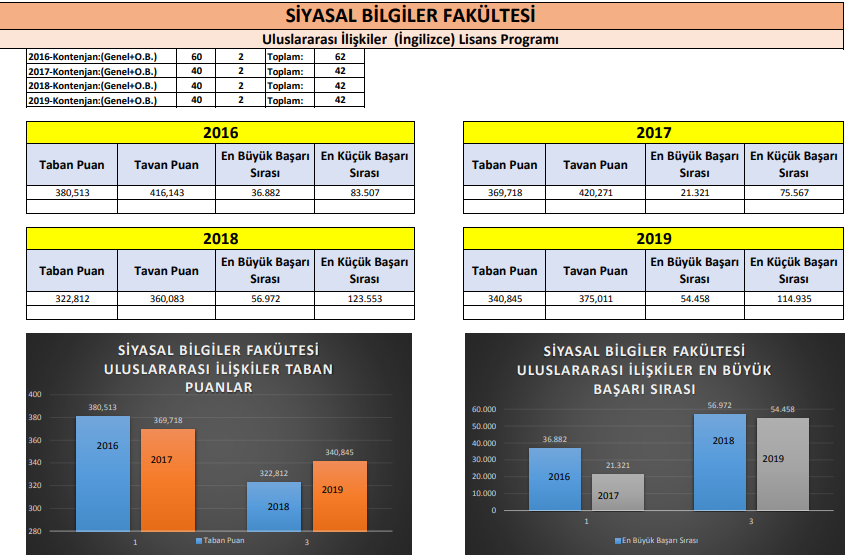 SİYASAL BİLGİLER FAKÜLTESİ
Uluslararası İlişkiler (İngilizce) Lisans Programı
2016-Kontenjan:(Genel+O.B.) 60 2 Toplam: 62
2017-Kontenjan:(Genel+O.B.) 40 2 Toplam: 42
2018-Kontenjan:(Genel+O.B.) 40 2 Toplam: 42
2019-Kontenjan:(Genel+O.B.) 40 2 Toplam: 42
2016
Taban Puan Tavan Puan En Büyük Başarı Sırası En Küçük Başarı Sırası
380,513 416,143 36.882 83.507
2017
Taban Puan Tavan Puan En Büyük Başarı Sırası En Küçük Başarı Sırası
369,718 420,271 21.321 75.567
2018
Taban Puan Tavan Puan En Büyük Başarı Sırası En Küçük Başarı Sırası
322,812 360,083 56.972 123.553
2019
Taban Puan Tavan Puan En Büyük Başarı Sırası En Küçük Başarı Sırası
340,845 375,011 54.458 114.935
SİYASAL BİLGİLER FAKÜLTESİ
ULUSLARARASI İLİŞKİLER TABAN
PUANLAR
400
380
360
340
320
300
280
380,513
369,718
322,812
340,845
2016
2017
2018
2019
1 3
Taban Puan
SİYASAL BİLGİLER FAKÜLTESİ
ULUSLARARASI İLİŞKİLER EN BÜYÜK
BAŞARI SIRASI
60.000
50.000
40.000
30.000
20.000
10.000
0
36.882
21.321
56.972
54.458
2016
2017
2018
2019
1 3
En Büyük Başarı Sırası